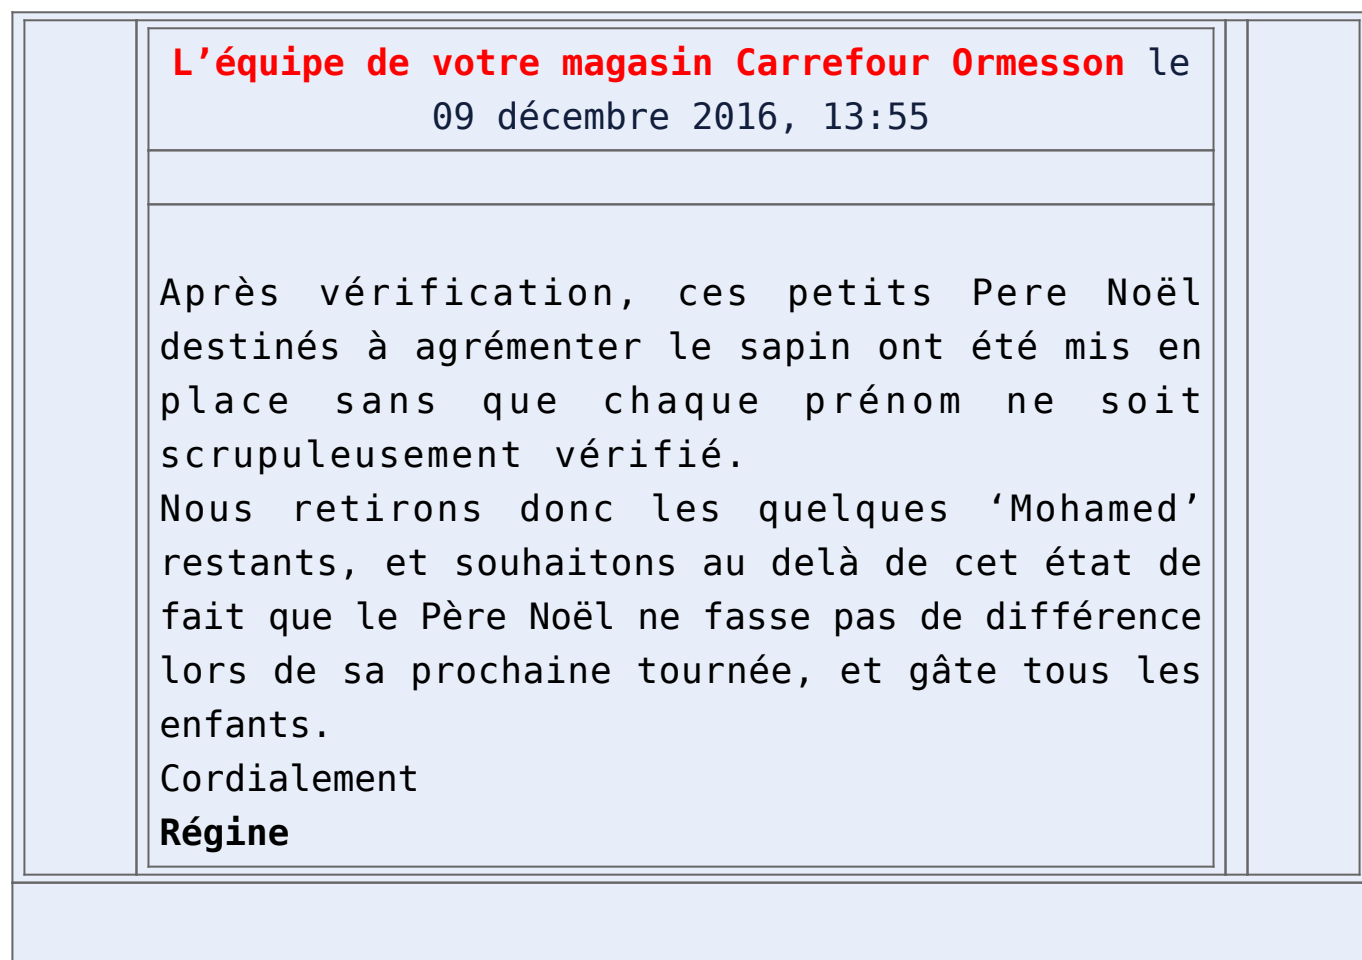 L’équipe de votre magasin Carrefour Ormesson le
09 décembre 2016, 13:55
Après vérification, ces petits Pere Noël
destinés à agrémenter le sapin ont été mis en
place sans que chaque prénom ne soit
scrupuleusement vérifié.
Nous retirons donc les quelques ‘Mohamed’
restants, et souhaitons au delà de cet état de
fait que le Père Noël ne fasse pas de différence
lors de sa prochaine tournée, et gâte tous les
enfants.
Cordialement
Régine